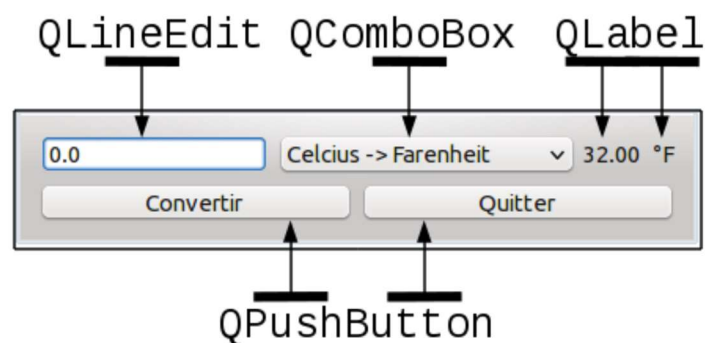 QLineEdit QComboBox QLabel
0.0 Celcius -> Farenheit 32.00 °F
Convertir Quitter
QPushButton